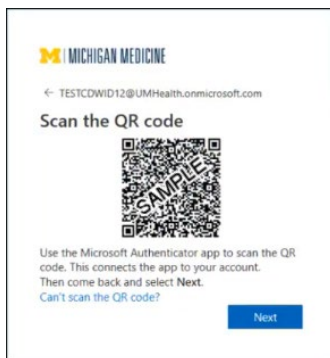 M | MICHIGAN MEDICINE
← TESTCDWID12@UMHealth.onmicrosoft.com
Scan the QR code
SAMPLE
Use the Microsoft Authenticator app to scan the QR
code. This connects the app to your account.
Then come back and select Next.
Can't scan the QR code?
Next